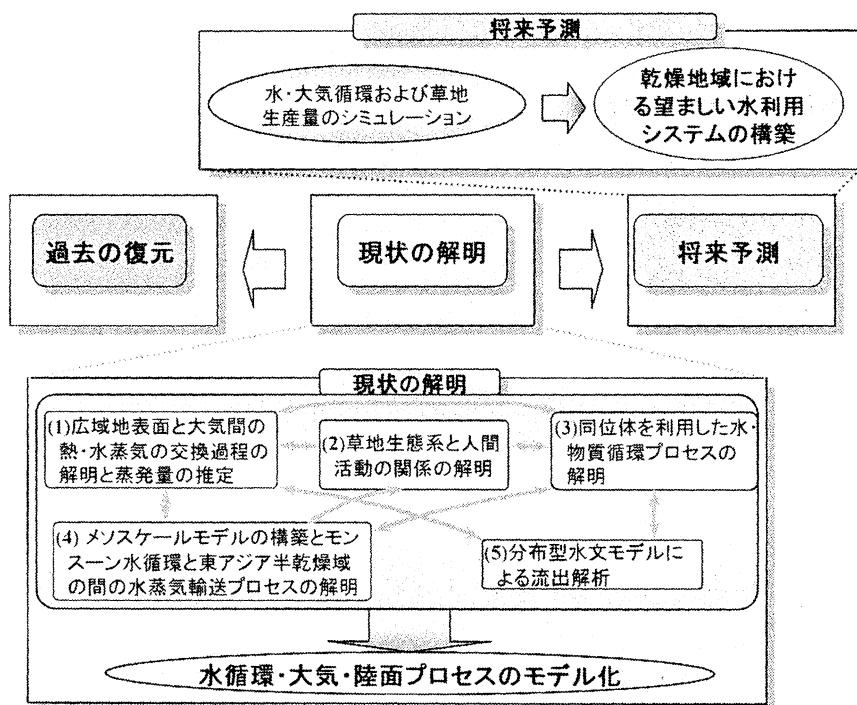 将来予測
水・大気循環および草地
生産量のシミュレーション
乾燥地域におけ
る望ましい水利用
システムの構築
過去の復元
現状の解明
将来予測
現状の解明
(1)広域地表面と大気間の
熱・水蒸気の交換過程の
解明と蒸発量の推定
(2)草地生態系と人間
活動の関係の解明
(3)同位体を利用した水・
物質循環プロセスの
解明
(4) メソスケールモデルの構築とモン
スーン水循環と東アジア半乾燥域
の間の水蒸気輸送プロセスの解明
(5)分布型水文モデルに
よる流出解析
水循環・大気・陸面プロセスのモデル化